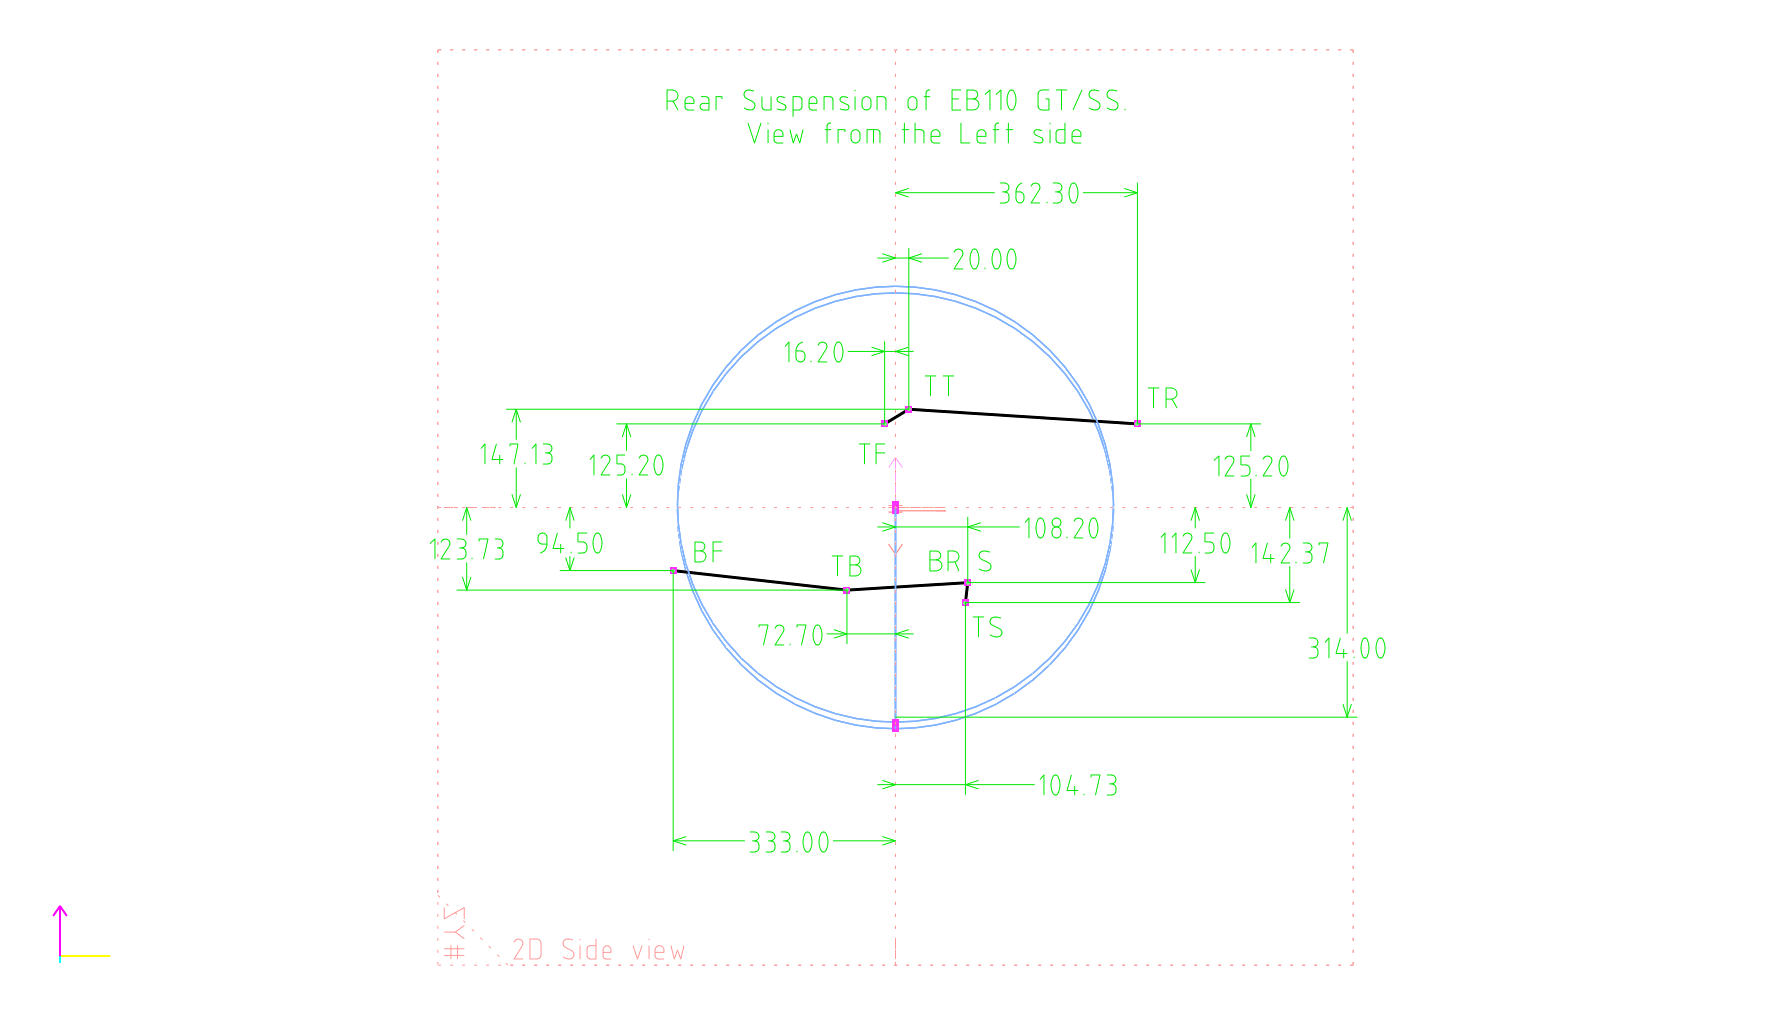 Rear Suspension of EB110 GT/SS.
View from the Left side
362.30
20.00
16.20
TT
TR
147.13
125.20
TF
125.20
123.73
94.50
BF
TB
BR S
108.20
112.50
142.37
72.70
TS
314.00
104.73
333.00
ZY#
2D Side view